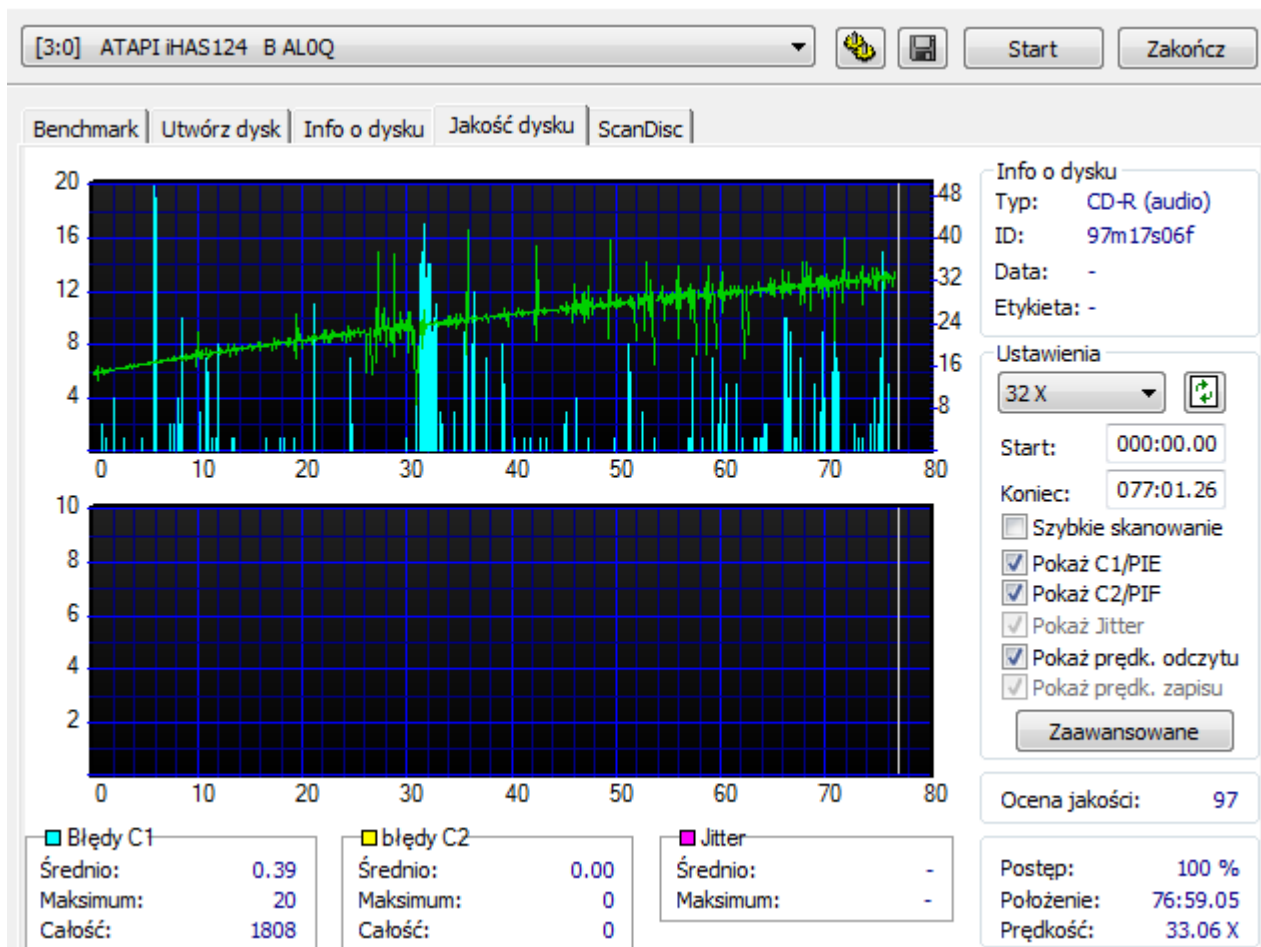 [3:0] ATAPI iHAS124 B AL0Q
Start
Zakończ
Benchmark
Utwórz dysk
Info o dysku
Jakość dysku
ScanDisc
20
16
12
8
4
48
40
32
24
16
8
0 10 20 30 40 50 60 70 80
10
8
6
4
2
0 10 20 30 40 50 60 70 80
Błędy C1
Średnio: 0.39
Maksimum: 20
Całość: 1808
błędy C2
Średnio: 0.00
Maksimum: 0
Całość: 0
Jitter
Średnio: -
Maksimum: -
Info o dysku
Typ: CD-R (audio)
ID: 97m17s06f
Data: -
Etykieta: -
Ustawienia
32 X
Start: 000:00.00
Koniec: 077:01.26
Szybkie skanowanie
Pokaż C1/PIE
Pokaż C2/PIF
Pokaż Jitter
Pokaż prędk. odczytu
Pokaż prędk. zapisu
Zaawansowane
Ocena jakości: 97
Postęp: 100 %
Położenie: 76:59.05
Prędkość: 33.06 X